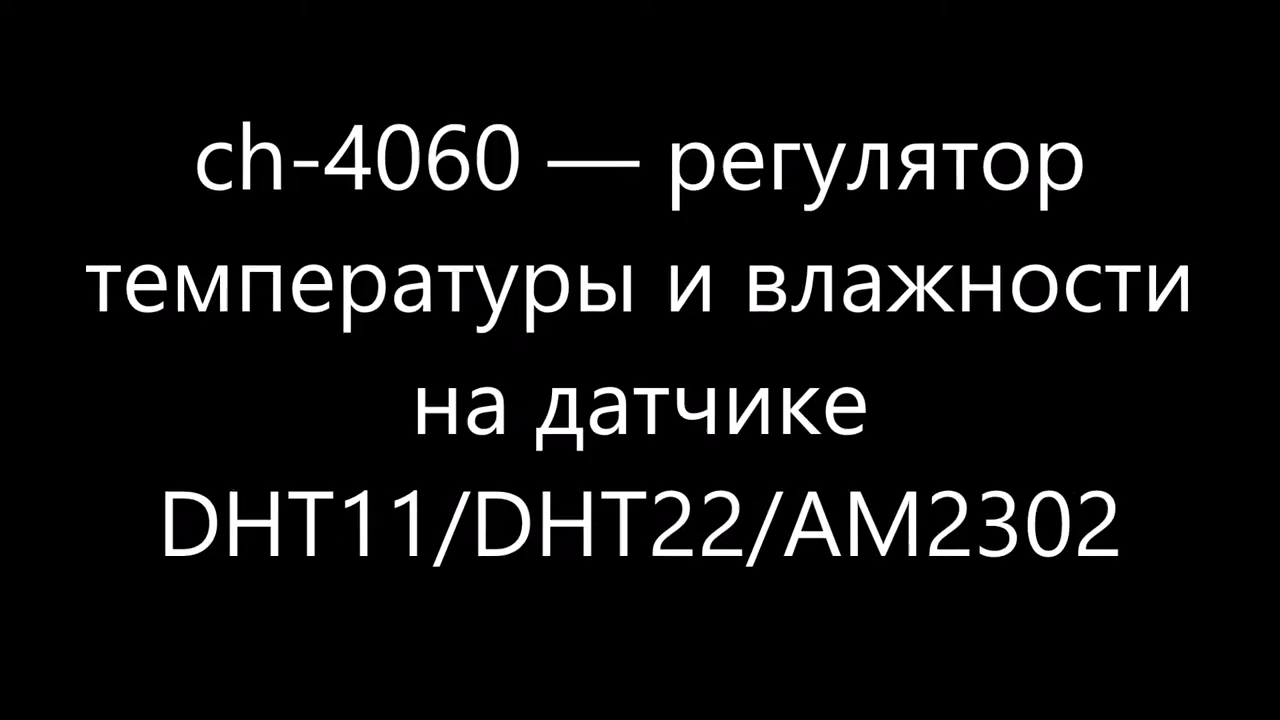 ch-4060 — регулятор
температуры и влажности
на датчике
DHT11/DHT22/AM2302